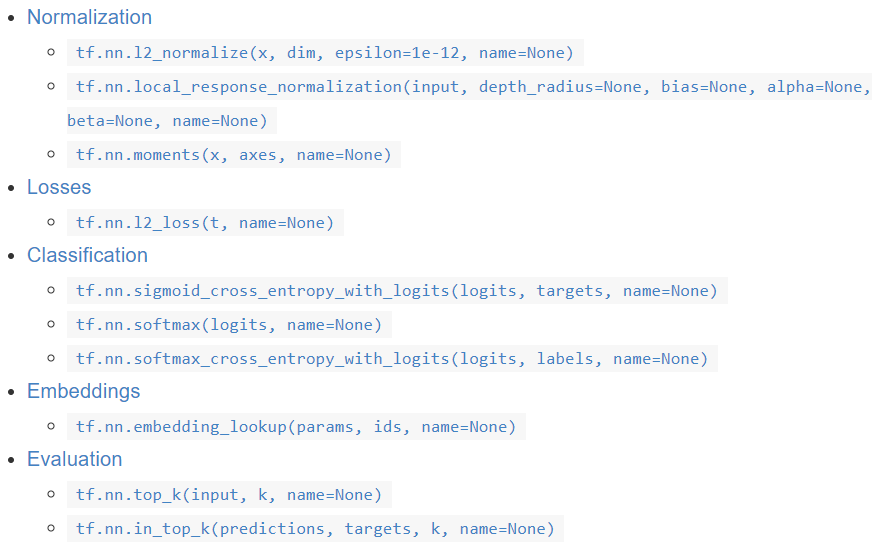 Normalization
tf.nn.l2_normalize(x, dim, epsilon=1e-12, name=None)
tf.nn.local_response_normalization(input, depth_radius=None, bias=None, alpha=None,
beta=None, name=None)
tf.nn.moments(x, axes, name=None)
Losses
tf.nn.l2_loss(t, name=None)
Classification
tf.nn.sigmoid_cross_entropy_with_logits(logits, targets, name=None)
tf.nn.softmax(logits, name=None)
tf.nn.softmax_cross_entropy_with_logits(logits, labels, name=None)
Embeddings
tf.nn.embedding_lookup(params, ids, name=None)
Evaluation
tf.nn.top_k(input, k, name=None)
tf.nn.in_top_k(predictions, targets, k, name=None)